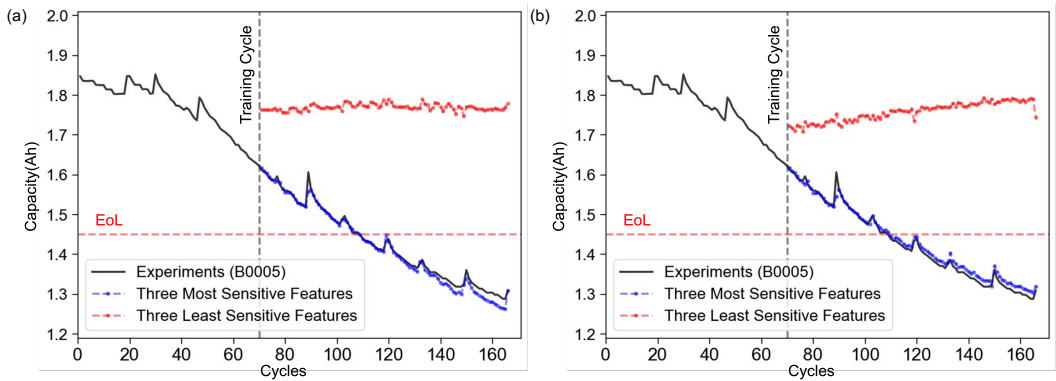 (a)
2.0
1.9
1.8
1.7
1.6
1.5
1.4
1.3
1.2
Capacity(Ah)
Training Cycle
EoL
Experiments (B0005)
Three Most Sensitive Features
Three Least Sensitive Features
0 20 40 60 80 100 120 140 160
Cycles
(b)
2.0
1.9
1.8
1.7
1.6
1.5
1.4
1.3
1.2
Capacity(Ah)
Training Cycle
EoL
Experiments (B0005)
Three Most Sensitive Features
Three Least Sensitive Features
0 20 40 60 80 100 120 140 160
Cycles